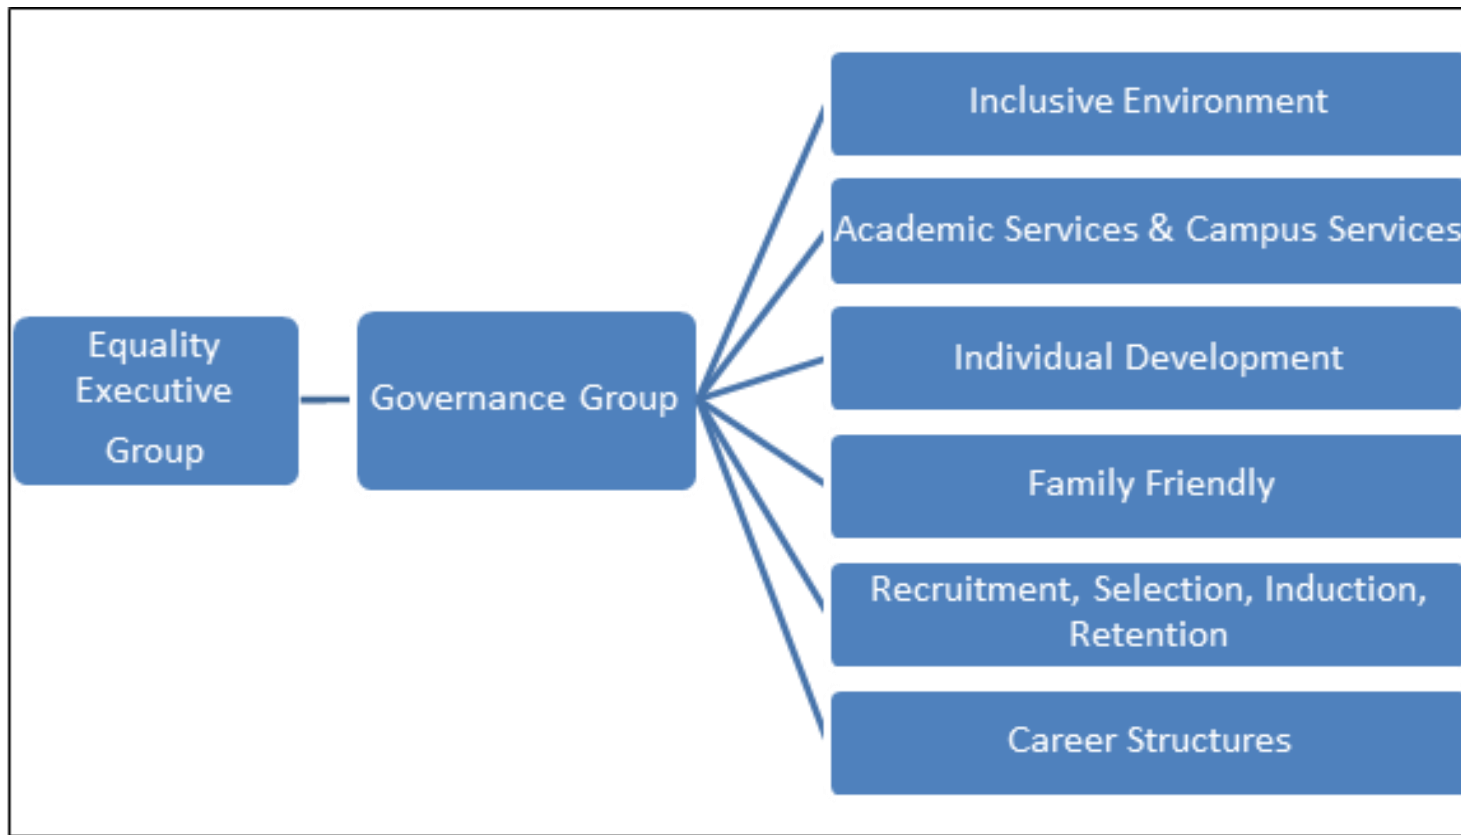 Equality
Executive
Group
Governance Group
Inclusive Environment
Academic Services & Campus Services
Individual Development
Family Friendly
Recruitment, Selection, Induction,
Retention
Career Structures